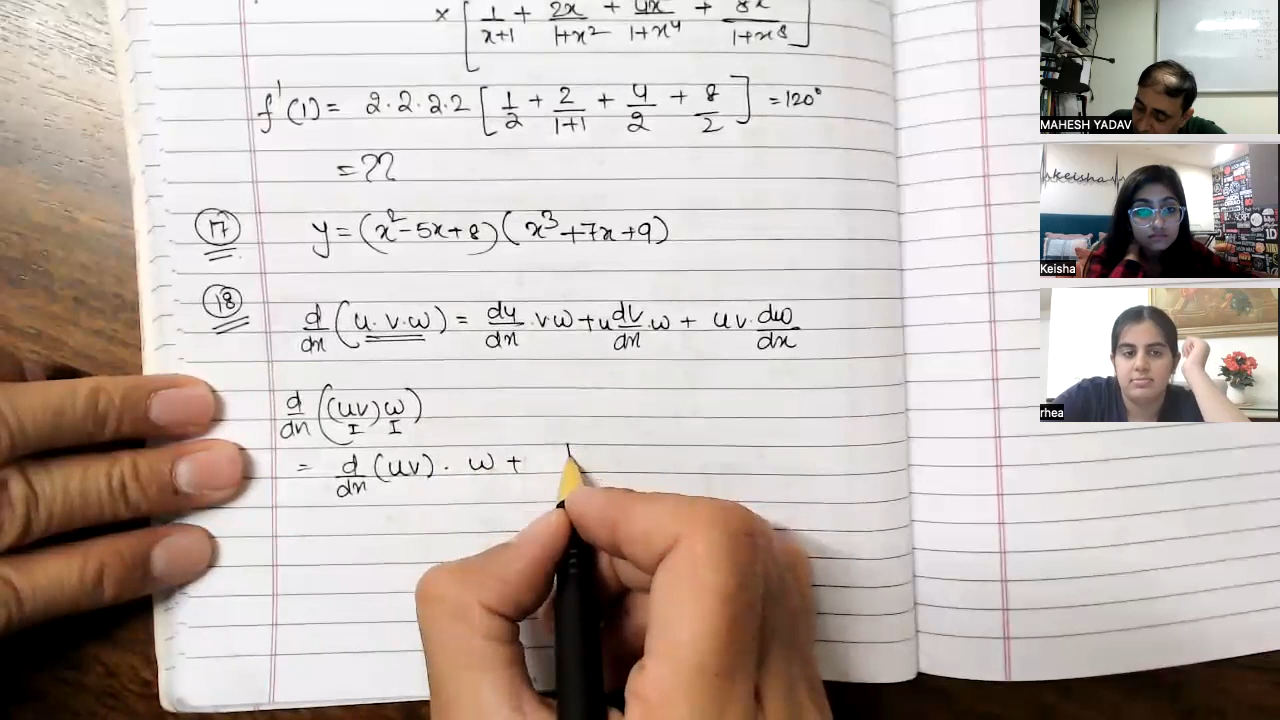 × [ 1/x+1 + 2x/1+x² + 4x/1+x⁴ + 8x/1+x⁸ ]
f'(1) = 2.2.2.2 [ 1/2 + 2/1+1 + 4/2 + 8/2 ] = 120°
= ??
17 y = (x²-5x+8)(x³+7x+9)
18 d/dx (u.v.w) = du/dx .vw + u dv/dx .w + uv.dw/dx
d/dx ((uv) w)
I I
= d/dx (uv) . w +
MAHESH YADAV
keisha
Keisha
rhea